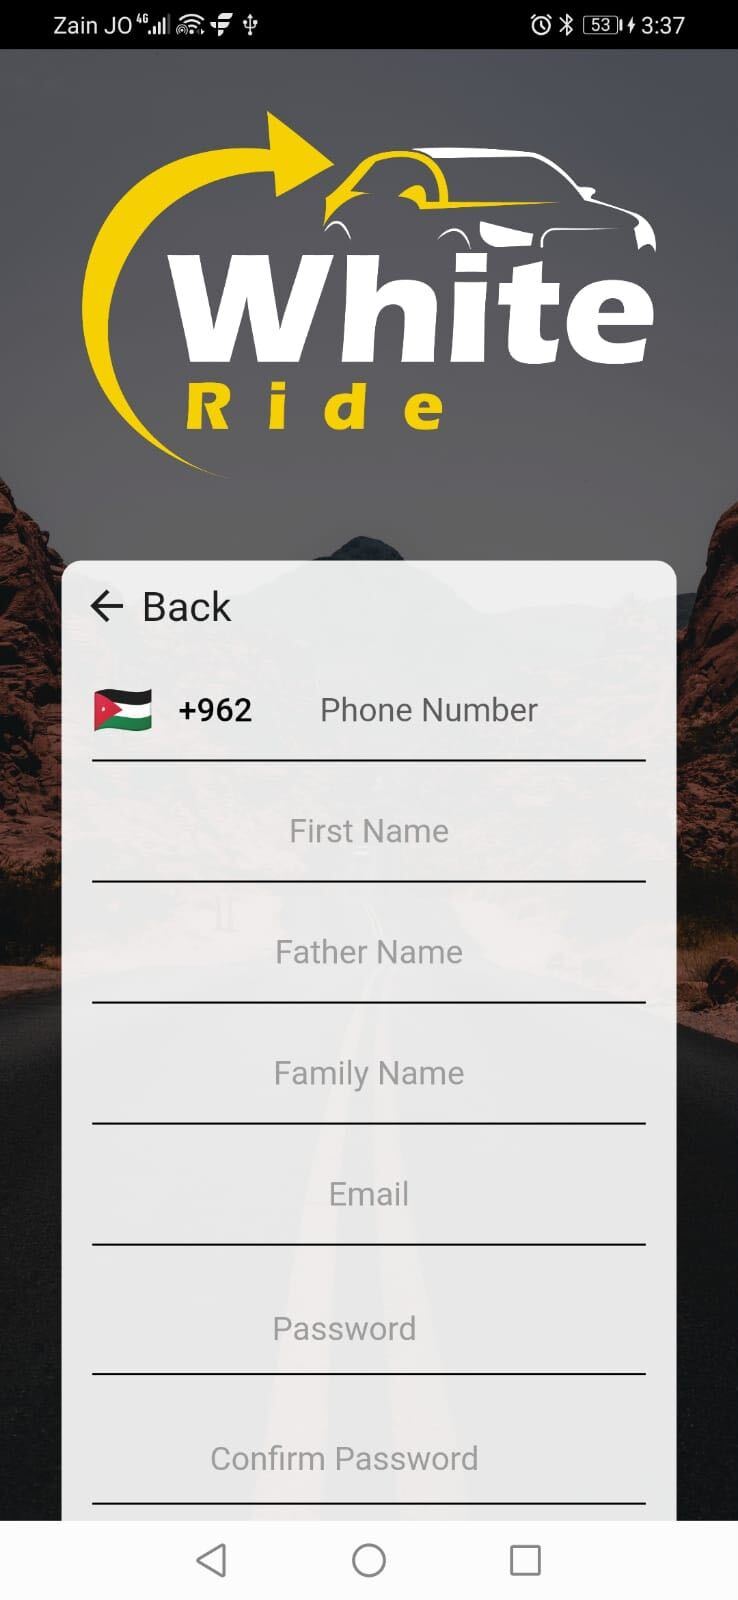 Zain JO 4G 53 3:37
White
Ride
Back
+962 Phone Number
First Name
Father Name
Family Name
Email
Password
Confirm Password